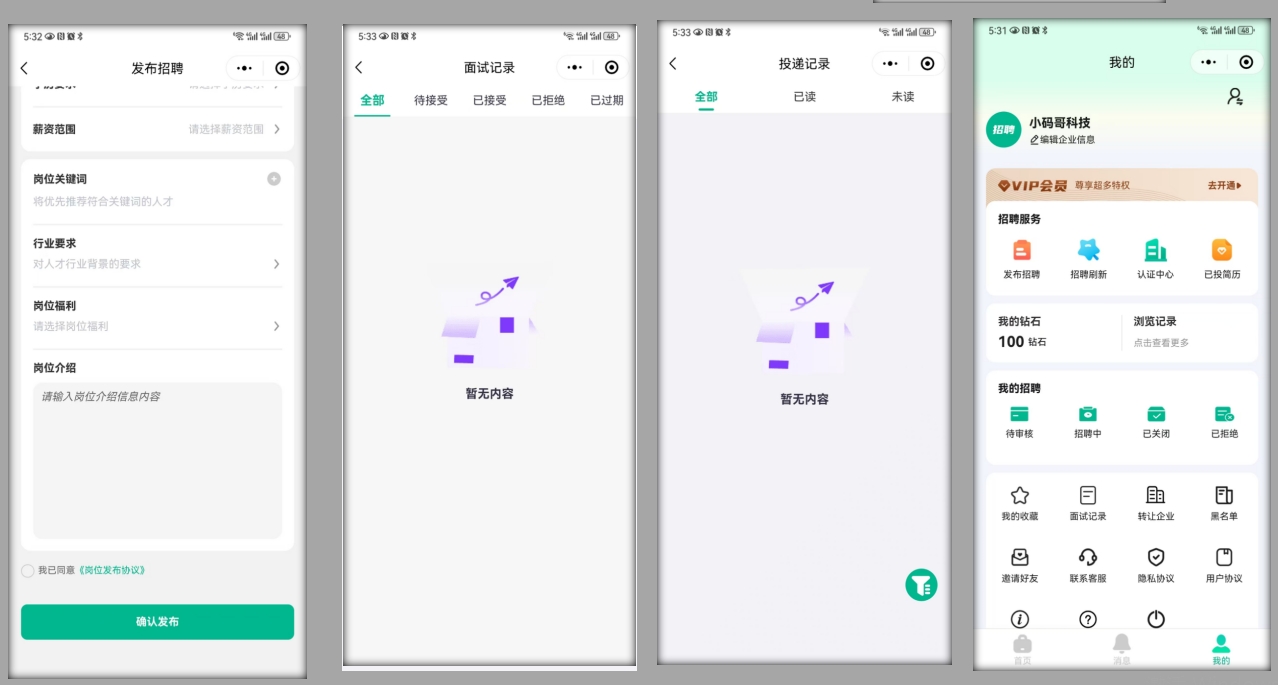 5:32
48
发布招聘
薪资范围
请选择薪资范围
岗位关键词
将优先推荐符合关键词的人才
行业要求
对人才行业背景的要求
岗位福利
请选择岗位福利
岗位介绍
请输入岗位介绍信息内容
我已同意《岗位发布协议》
确认发布
5:33
48
面试记录
全部 待接受 已接受 已拒绝 已过期
暂无内容
5:33
48
投递记录
全部 已读 未读
暂无内容
5:31
48
我的
招聘
小码哥科技
编辑企业信息
VIP会员 尊享超多特权 去开通
招聘服务
发布招聘 招聘刷新 认证中心 已投简历
我的钻石 浏览记录
100 钻石 点击查看更多
我的招聘
待审核 招聘中 已关闭 已拒绝
我的收藏 面试记录 转让企业 黑名单
邀请好友 联系客服 隐私协议 用户协议
首页 消息 我的